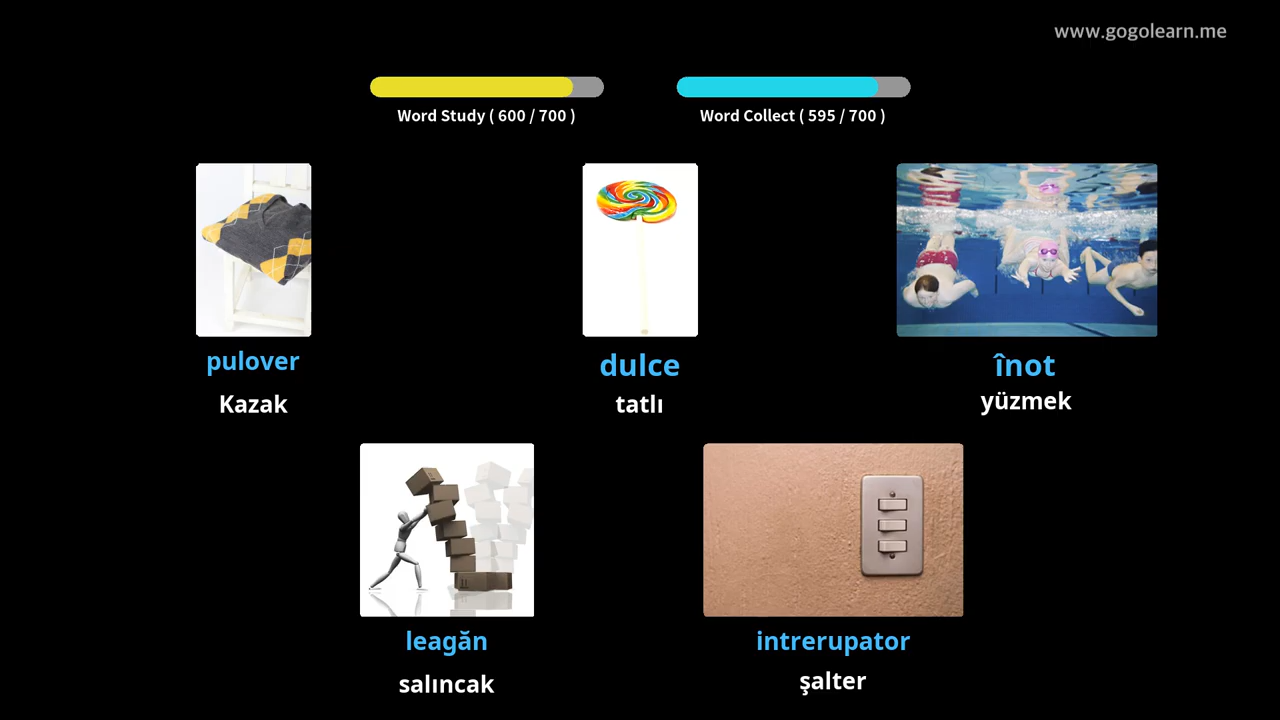 www.gogolearn.me
Word Study ( 600 / 700 )
Word Collect ( 595 / 700 )
pulover
Kazak
dulce
tatlı
înot
yüzmek
leagăn
salıncak
intrerupator
şalter